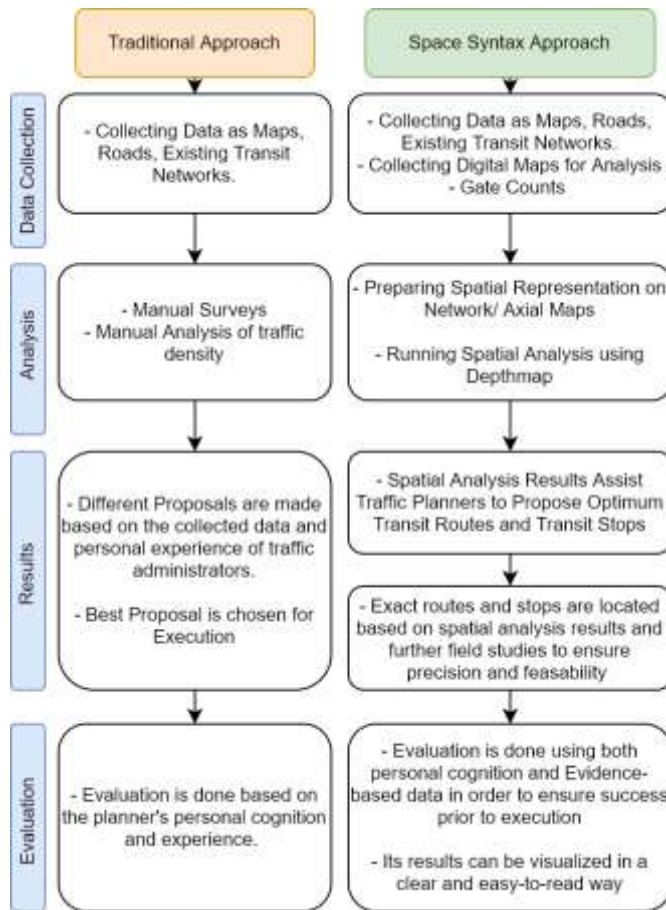 Traditional Approach
Space Syntax Approach
Data Collection
- Collecting Data as Maps,
Roads, Existing Transit
Networks.
- Collecting Data as Maps, Roads,
Existing Transit Networks.
- Collecting Digital Maps for Analysis
- Gate Counts
Analysis
- Manual Surveys
- Manual Analysis of traffic
density
- Preparing Spatial Representation on
Network/ Axial Maps
- Running Spatial Analysis using
Depthmap
Results
- Different Proposals are made
based on the collected data and
personal experience of traffic
administrators.
- Best Proposal is chosen for
Execution
- Spatial Analysis Results Assist
Traffic Planners to Propose Optimum
Transit Routes and Transit Stops
- Exact routes and stops are located
based on spatial analysis results and
further field studies to ensure
precision and feasability
Evaluation
- Evaluation is done based on
the planner's personal cognition
and experience.
- Evaluation is done using both
personal cognition and Evidence-
based data in order to ensure success
prior to execution
- Its results can be visualized in a
clear and easy-to-read way